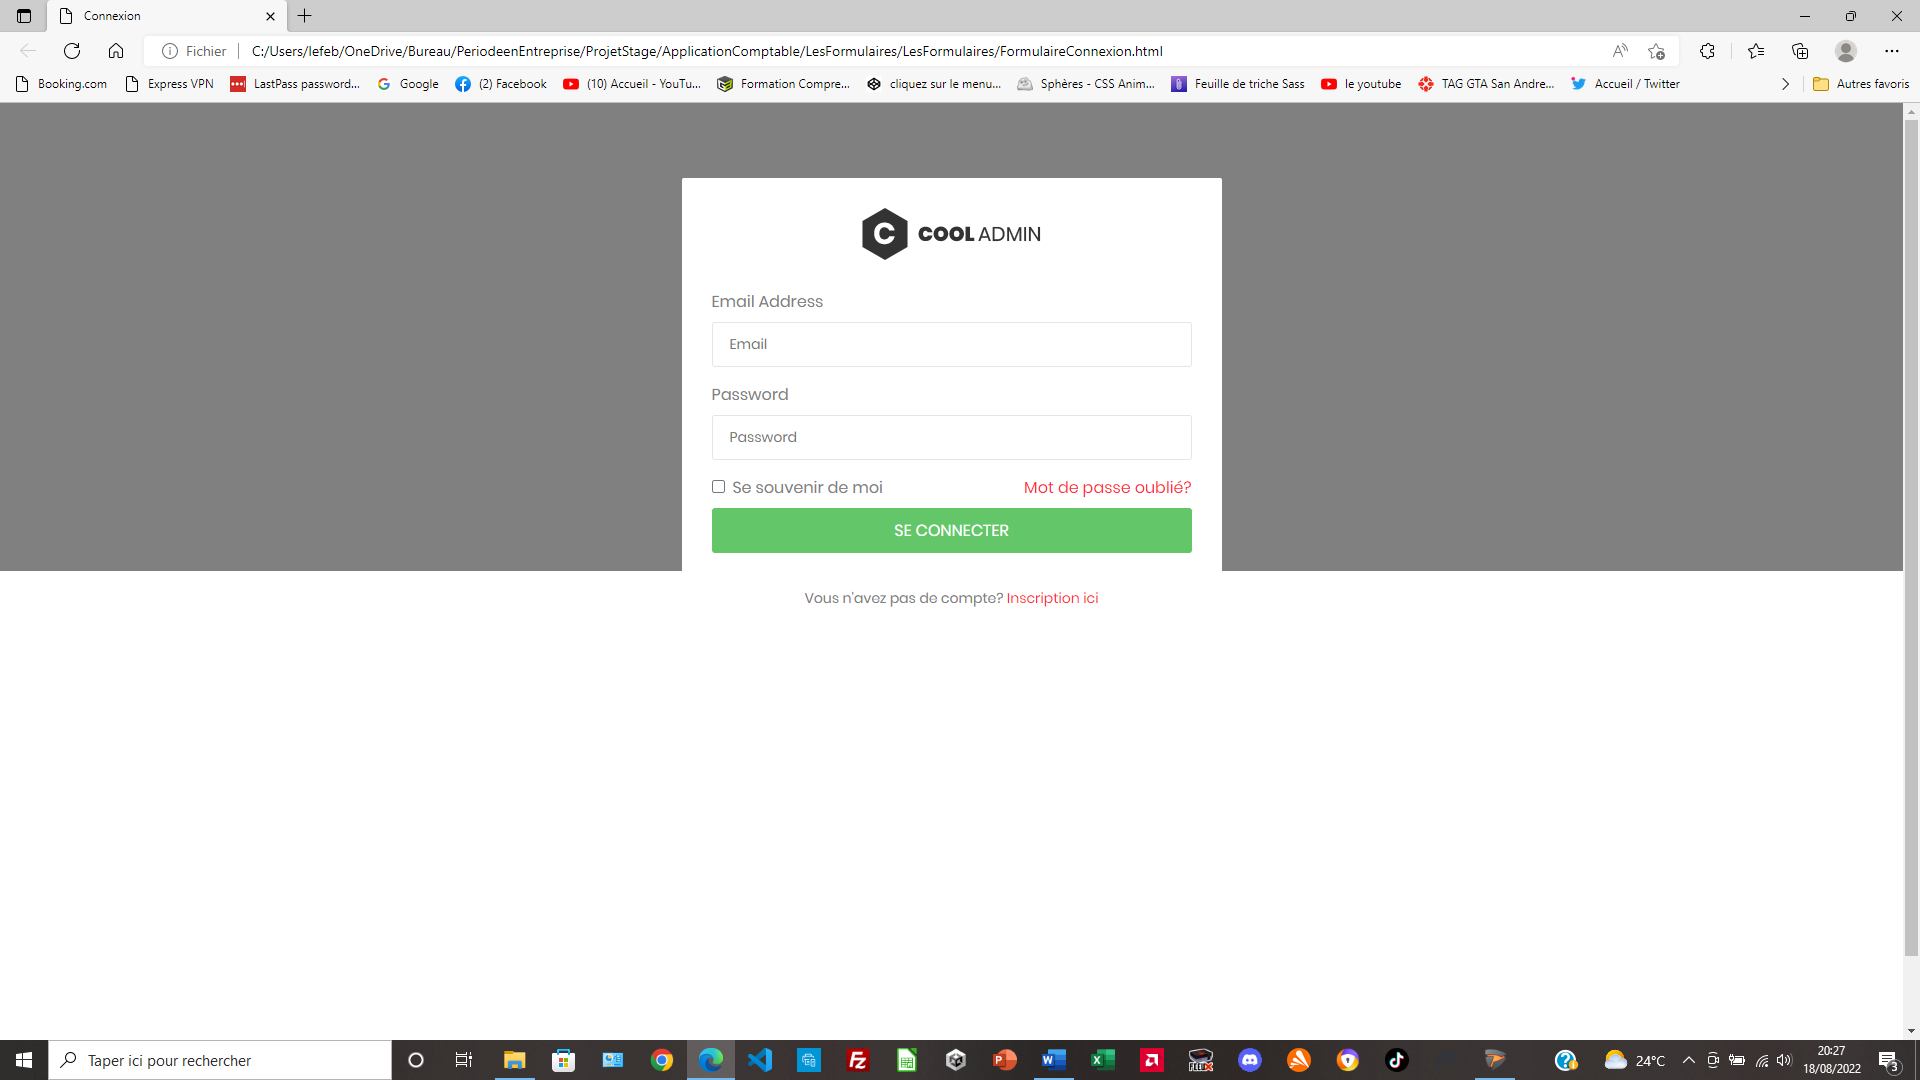 Connexion
Fichier C:/Users/lefeb/OneDrive/Bureau/PeriodeenEntreprise/ProjetStage/ApplicationComptable/LesFormulaires/LesFormulaires/FormulaireConnexion.html
Booking.com Express VPN LastPass password... Google (2) Facebook (10) Accueil - YouTu... Formation Compre... cliquez sur le menu... Sphères - CSS Anim... Feuille de triche Sass le youtube TAG GTA San Andre... Accueil / Twitter Autres favoris
C COOL ADMIN
Email Address
Email
Password
Password
Se souvenir de moi Mot de passe oublié?
SE CONNECTER
Vous n'avez pas de compte? Inscription ici
Taper ici pour rechercher 24°C 20:27
18/08/2022 3